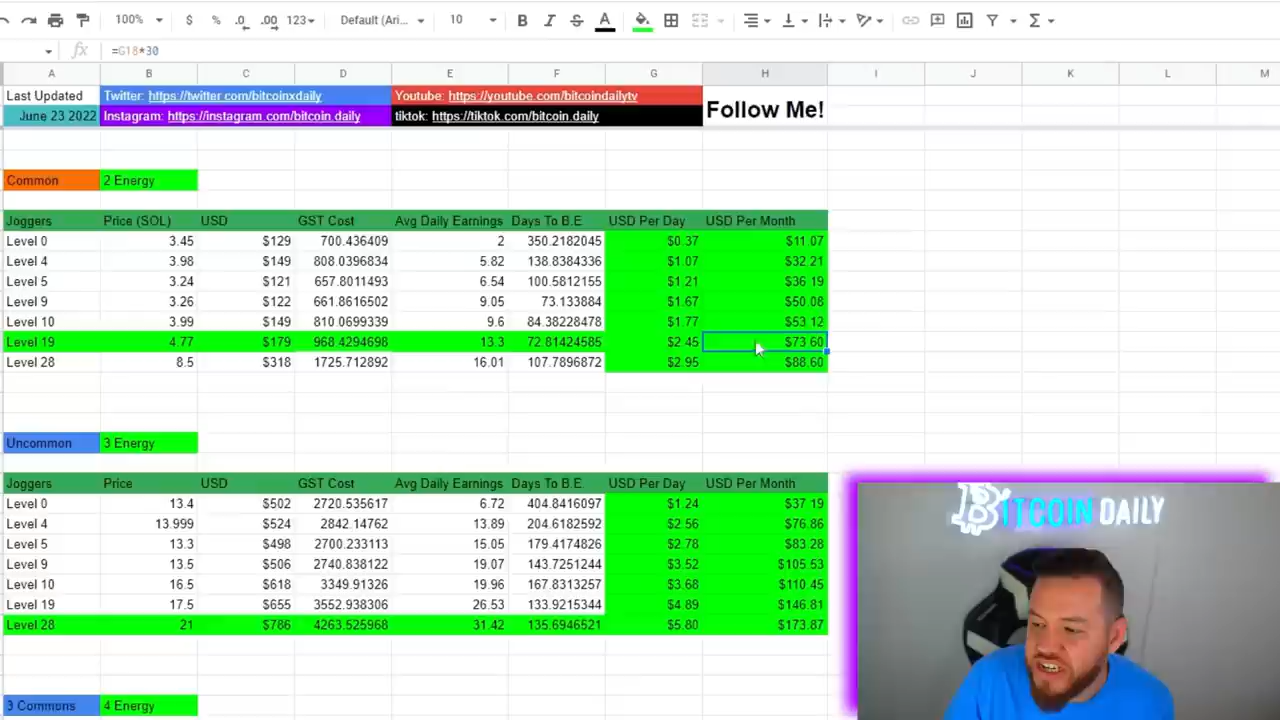 100% $ % .0 .00 123 Default (Ari... 10 B I S A
fx =G18*30
A B C D E F G H I J K L M
Last Updated Twitter: https://twitter.com/bitcoinxdaily Youtube: https://youtube.com/bitcoindailytv Follow Me!
June 23 2022 Instagram: https://instagram.com/bitcoin.daily tiktok: https://tiktok.com/bitcoin.daily
Common 2 Energy
Joggers Price (SOL) USD GST Cost Avg Daily Earnings Days To B.E. USD Per Day USD Per Month
Level 0 3.45 $129 700.436409 2 350.2182045 $0.37 $11.07
Level 4 3.98 $149 808.0396834 5.82 138.8384336 $1.07 $32.21
Level 5 3.24 $121 657.8011493 6.54 100.5812155 $1.21 $36.19
Level 9 3.26 $122 661.8616502 9.05 73.133884 $1.67 $50.08
Level 10 3.99 $149 810.0699339 9.6 84.38228478 $1.77 $53.12
Level 19 4.77 $179 968.4294698 13.3 72.81424585 $2.45 $73.60
Level 28 8.5 $318 1725.712892 16.01 107.7896872 $2.95 $88.60
Uncommon 3 Energy
Joggers Price USD GST Cost Avg Daily Earnings Days To B.E. USD Per Day USD Per Month
Level 0 13.4 $502 2720.535617 6.72 404.8416097 $1.24 $37.19
Level 4 13.999 $524 2842.14762 13.89 204.6182592 $2.56 $76.86
Level 5 13.3 $498 2700.233113 15.05 179.4174826 $2.78 $83.28
Level 9 13.5 $506 2740.838122 19.07 143.7251244 $3.52 $105.53
Level 10 16.5 $618 3349.91326 19.96 167.8313257 $3.68 $110.45
Level 19 17.5 $655 3552.938306 26.53 133.9215344 $4.89 $146.81
Level 28 21 $786 4263.525968 31.42 135.6946521 $5.80 $173.87
BITCOIN DAILY
3 Commons 4 Energy